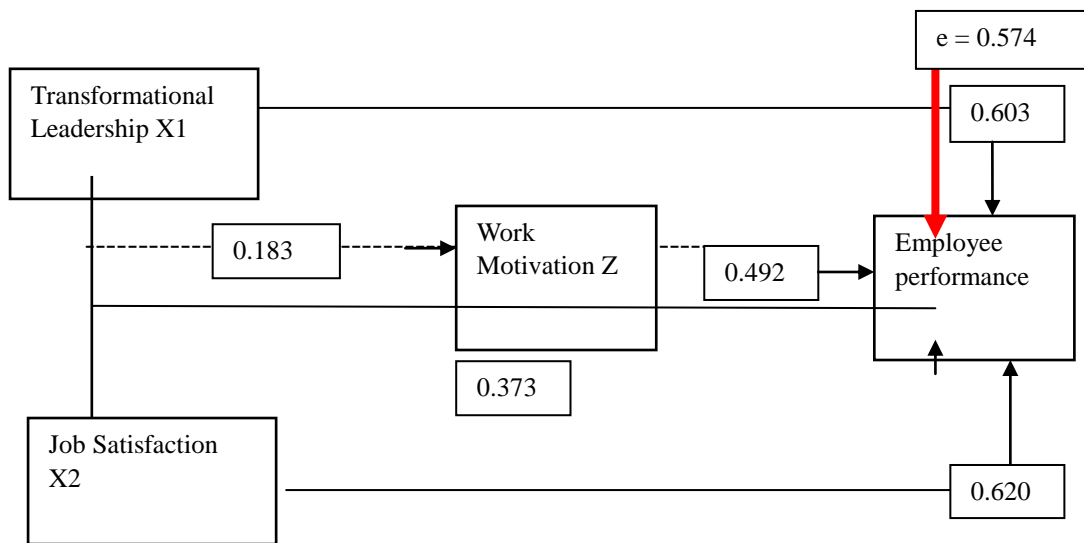 e = 0.574
Transformational
Leadership X1
0.603
0.183
Work
Motivation Z
0.492
Employee
performance
0.373
Job Satisfaction
X2
0.620